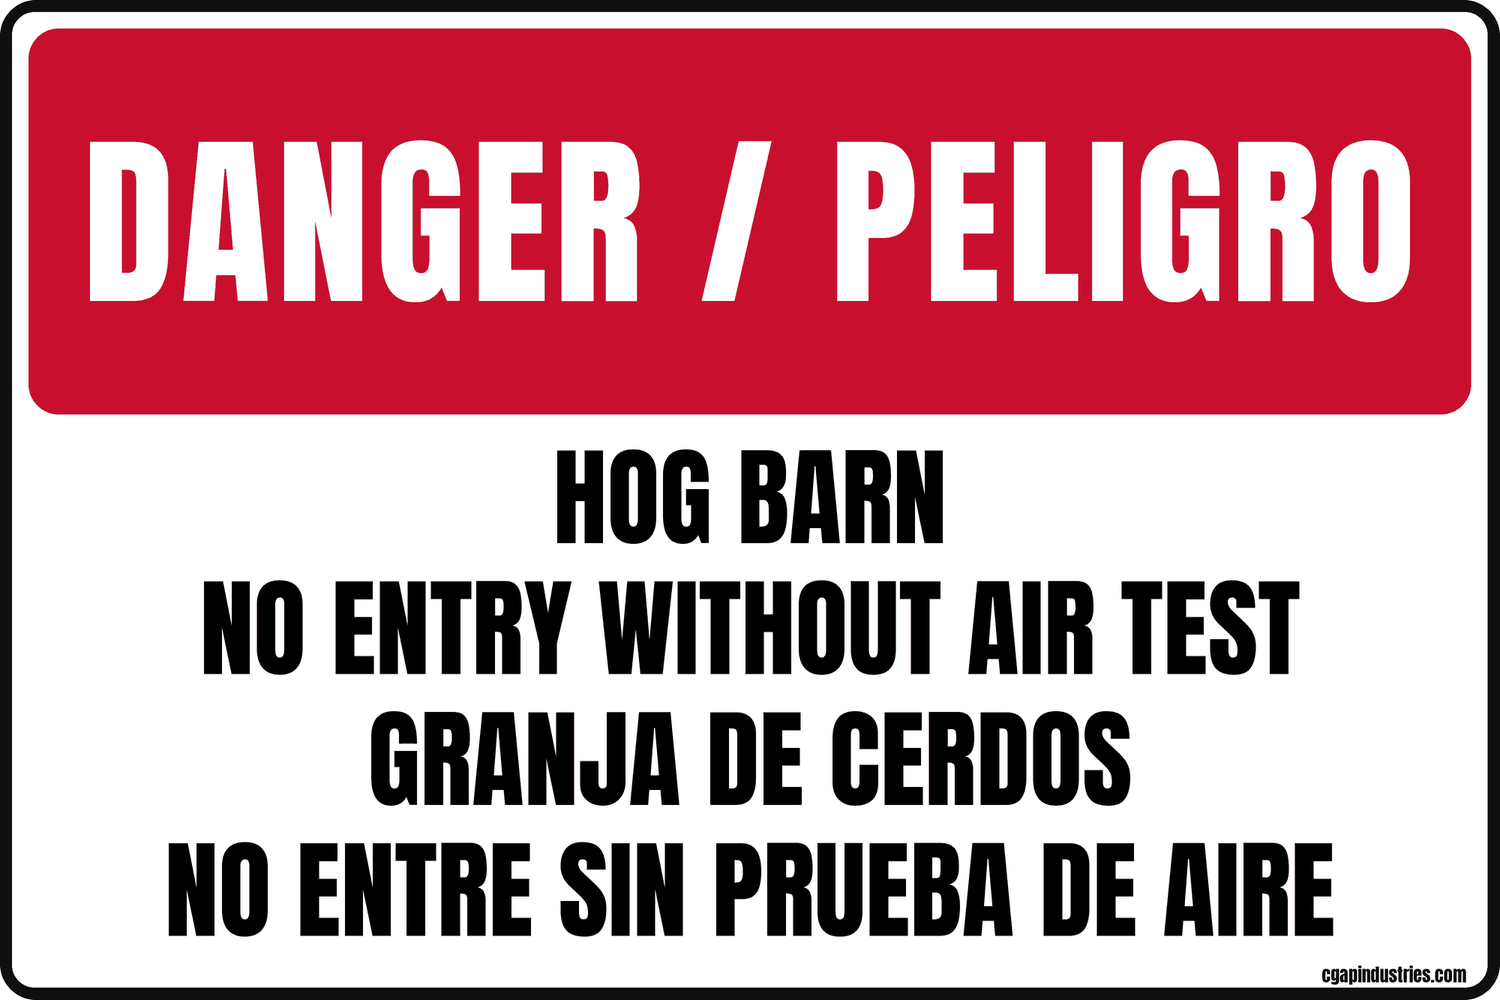 DANGER / PELIGRO
HOG BARN
NO ENTRY WITHOUT AIR TEST
GRANJA DE CERDOS
NO ENTRE SIN PRUEBA DE AIRE
cgapindustries.com